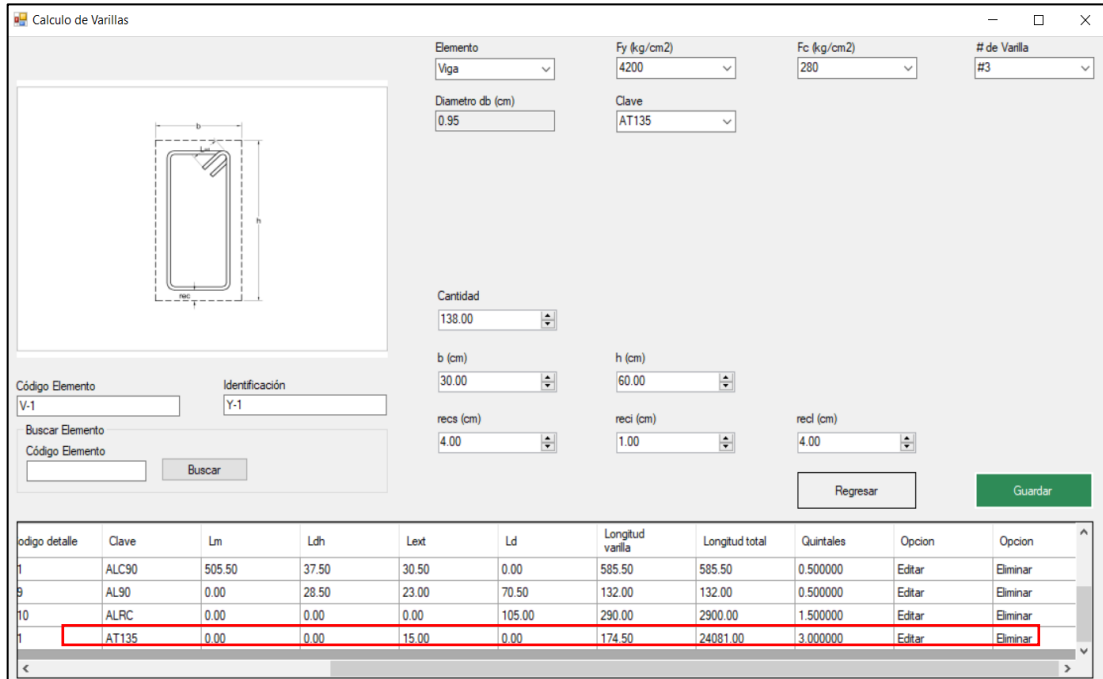 Calculo de Varillas
Elemento Fy (kg/cm2) Fc (kg/cm2) # de Varilla
Viga 4200 280 #3
Diametro db (cm) Clave
0.95 AT135
b
h
rec
Cantidad
138.00
b (cm) h (cm)
30.00 60.00
Código Elemento Identificación
V-1 Y-1
recs (cm) reci (cm) recl (cm)
4.00 1.00 4.00
Buscar Elemento
Código Elemento
Buscar
Regresar Guardar
odigo detalle Clave Lm Ldh Lext Ld Longitud varilla Longitud total Quintales Opcion Opcion
1 ALC90 505.50 37.50 30.50 0.00 585.50 585.50 0.500000 Editar Eliminar
9 AL90 0.00 28.50 23.00 70.50 132.00 132.00 0.500000 Editar Eliminar
10 ALRC 0.00 0.00 0.00 105.00 290.00 2900.00 1.500000 Editar Eliminar
1 AT135 0.00 0.00 15.00 0.00 174.50 24081.00 3.000000 Editar Eliminar